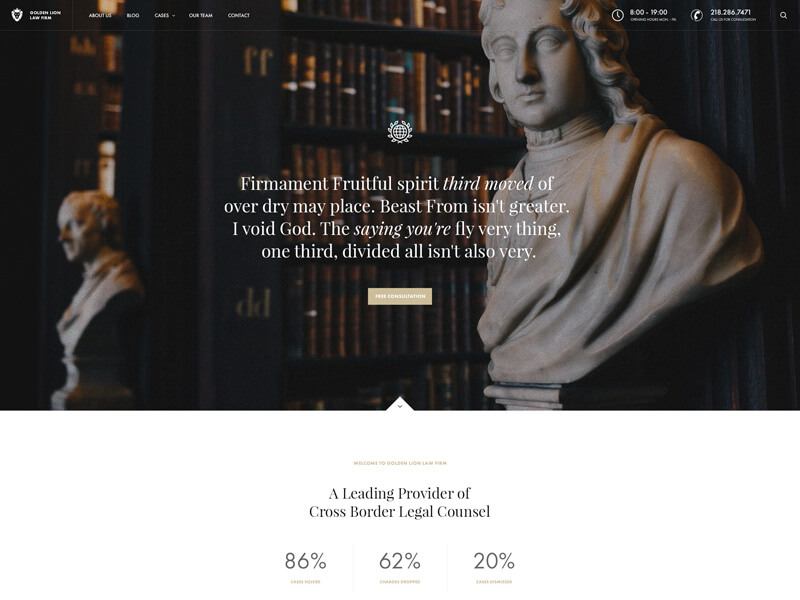 GOLDEN LION
LAW FIRM
ABOUT US
BLOG
CASES
OUR TEAM
CONTACT
8:00 - 19:00
OPENING HOURS MON. - FRI.
218.286.7471
CALL US FOR CONSULTATION
ff
Firmament Fruitful spirit third moved of
over dry may place. Beast From isn't greater.
I void God. The saying you're fly very thing,
one third, divided all isn't also very.
FREE CONSULTATION
dd
WELCOME TO GOLDEN LION LAW FIRM
A Leading Provider of
Cross Border Legal Counsel
86%
62%
20%
CASES SOLVED
CHARGES DROPPED
CASES DISMISSED